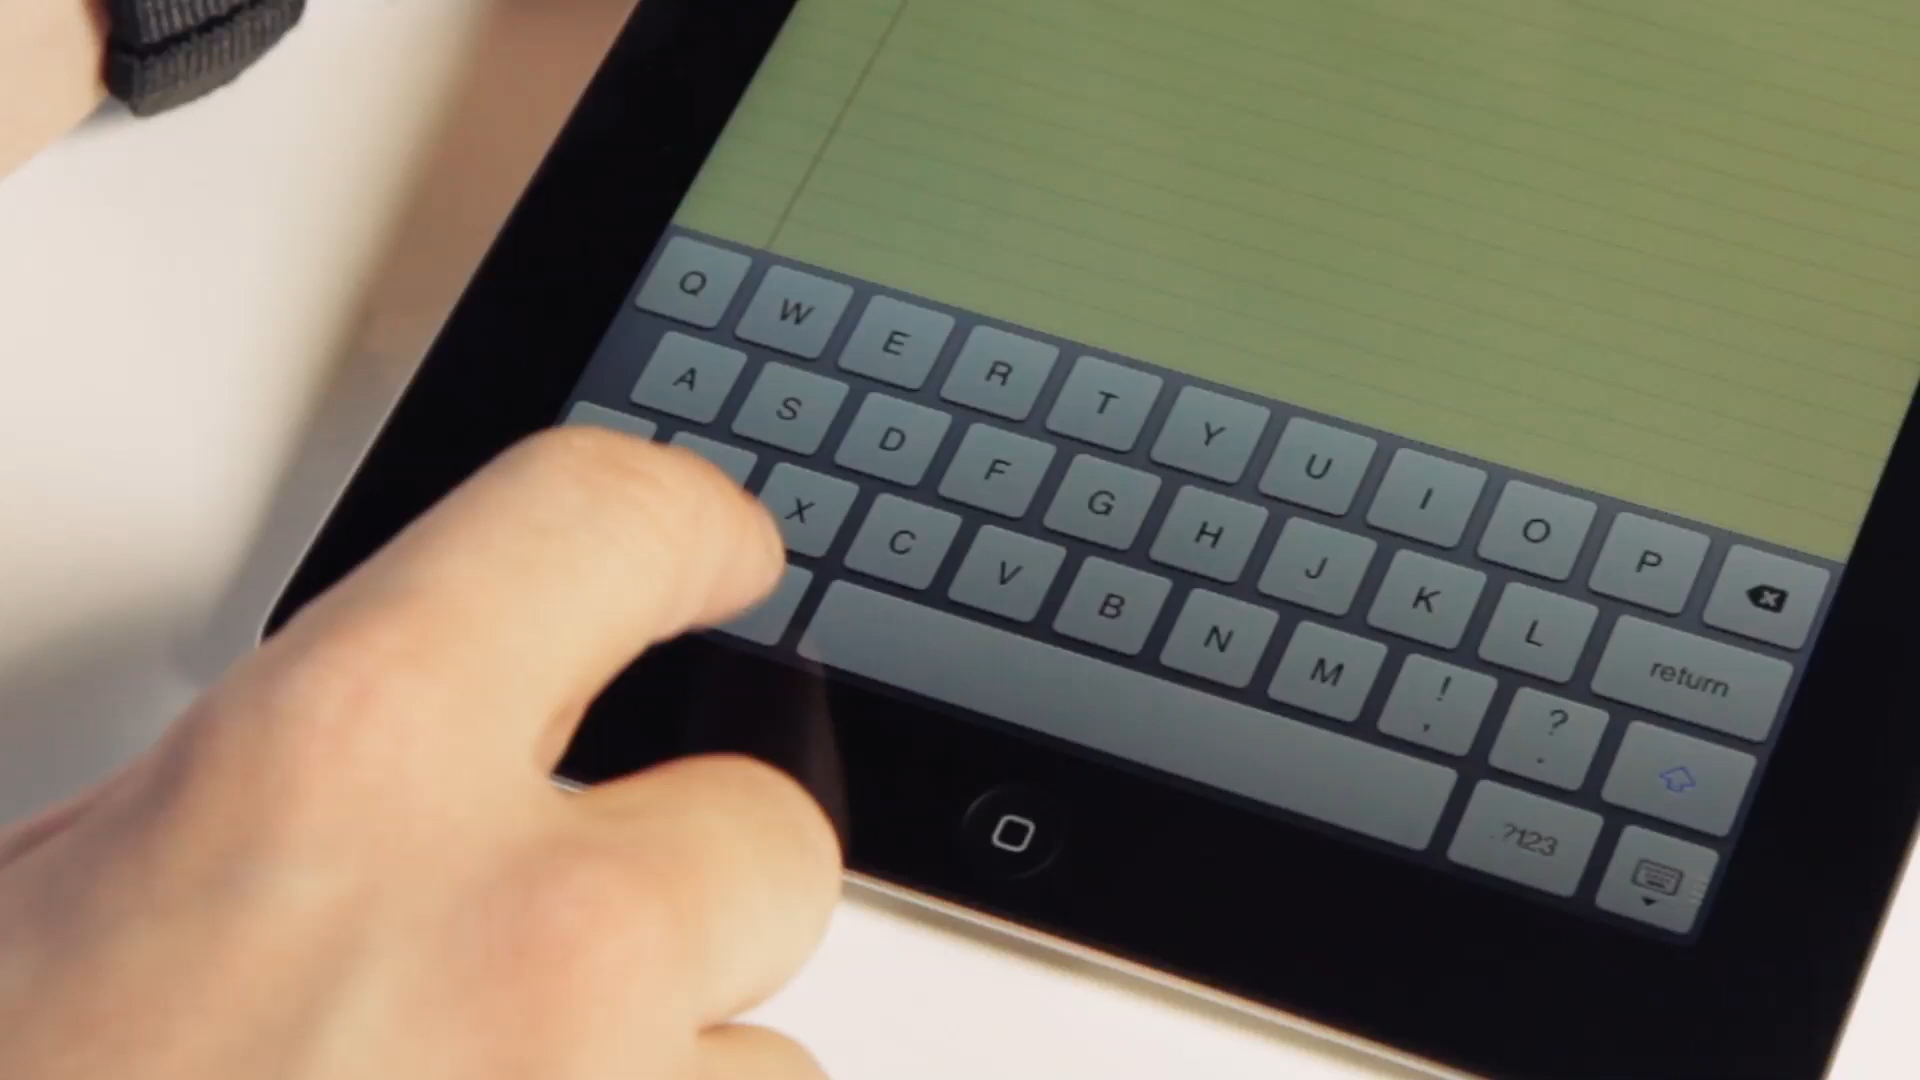 Q W E R T Y U I O P
A S D F G H J K L return
X C V B N M ! , ? .
.?123